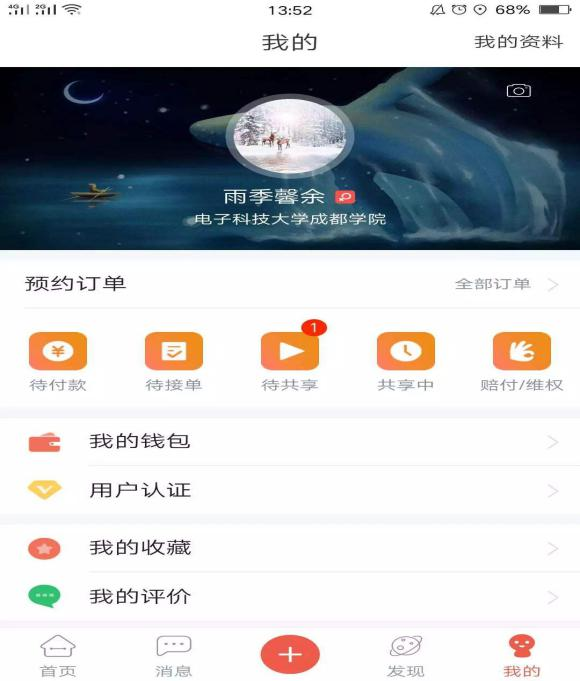 4G 2G 13:52 68%
我的 我的资料
雨季馨余
电子科技大学成都学院
预约订单 全部订单
1
待付款 待接单 待共享 共享中 赔付/维权
我的钱包
用户认证
我的收藏
我的评价
首页 消息 发现 我的